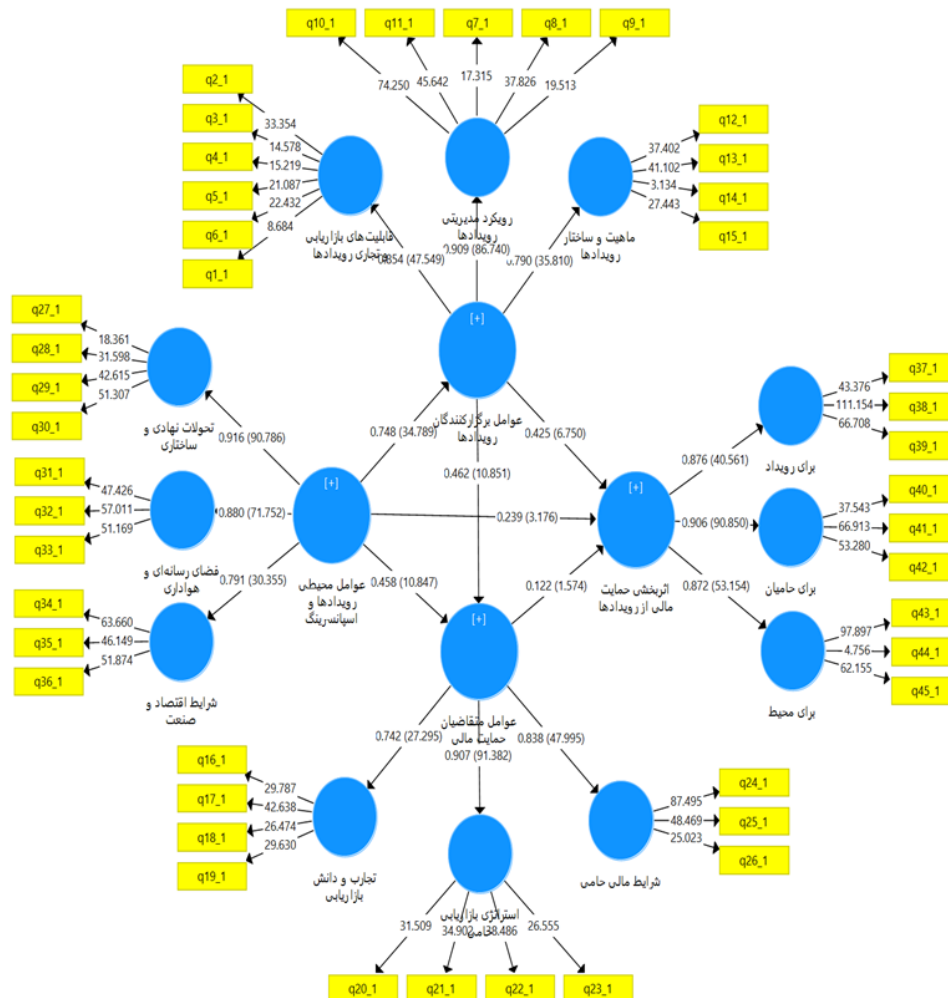 q10_1
q11_1
q7_1
q8_1
q9_1
74.250
45.642
17.315
37.826
19.513
q2_1
q3_1
q4_1
q5_1
q6_1
q1_1
33.354
14.578
15.219
21.087
22.432
8.684
q12_1
q13_1
q14_1
q15_1
37.402
41.102
3.134
27.443
قابلیت‌های بازاریابی
و تجاری رویدادها
رویکرد مدیریتی
رویدادها
ماهیت و ساختار
رویدادها
0.854 (47.549)
0.909 (86.740)
0.790 (35.810)
[+]
عوامل برگزارکنندگان
رویدادها
q27_1
q28_1
q29_1
q30_1
18.361
31.598
42.615
51.307
تحولات نهادی و
ساختاری
0.916 (90.786)
0.748 (34.789)
0.462 (10.851)
0.425 (6.750)
q37_1
q38_1
q39_1
43.376
111.154
66.708
برای رویداد
0.876 (40.561)
q31_1
q32_1
q33_1
47.426
57.011
51.169
فضای رسانه‌ای و
هواداری
0.880 (71.752)
[+]
عوامل محیطی
رویدادها و
اسپانسرینگ
0.239 (3.176)
[+]
اثربخشی حمایت
مالی از رویدادها
0.906 (90.850)
q40_1
q41_1
q42_1
37.543
66.913
53.280
برای حامیان
0.791 (30.355)
0.458 (10.847)
0.122 (1.574)
0.872 (53.154)
q34_1
q35_1
q36_1
63.660
46.149
51.874
شرایط اقتصاد و
صنعت
q43_1
q44_1
q45_1
97.897
4.756
62.155
برای محیط
[+]
عوامل متقاضیان
حمایت مالی
0.742 (27.295)
0.907 (91.382)
0.838 (47.995)
q16_1
q17_1
q18_1
q19_1
29.787
42.638
26.474
29.630
تجارب و دانش
بازاریابی
q24_1
q25_1
q26_1
87.495
48.469
25.023
شرایط مالی حامی
استراتژی بازاریابی
حامی
31.509
34.902
38.486
26.555
q20_1
q21_1
q22_1
q23_1